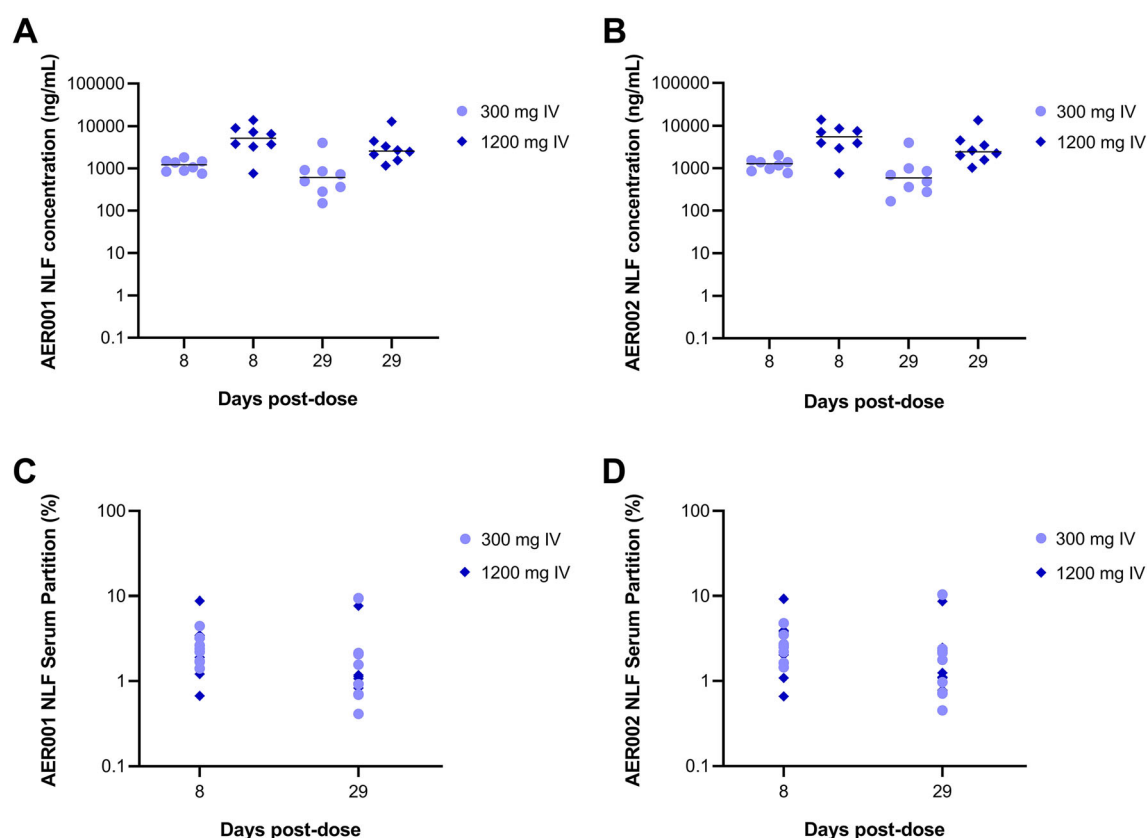 A
AER001 NLF concentration (ng/mL)
100000
10000
1000
100
10
1
0.1
8
8
29
29
Days post-dose
300 mg IV
1200 mg IV
B
AER002 NLF concentration (ng/mL)
100000
10000
1000
100
10
1
0.1
8
8
29
29
Days post-dose
300 mg IV
1200 mg IV
C
AER001 NLF Serum Partition (%)
100
10
1
0.1
8
29
Days post-dose
300 mg IV
1200 mg IV
D
AER002 NLF Serum Partition (%)
100
10
1
0.1
8
29
Days post-dose
300 mg IV
1200 mg IV